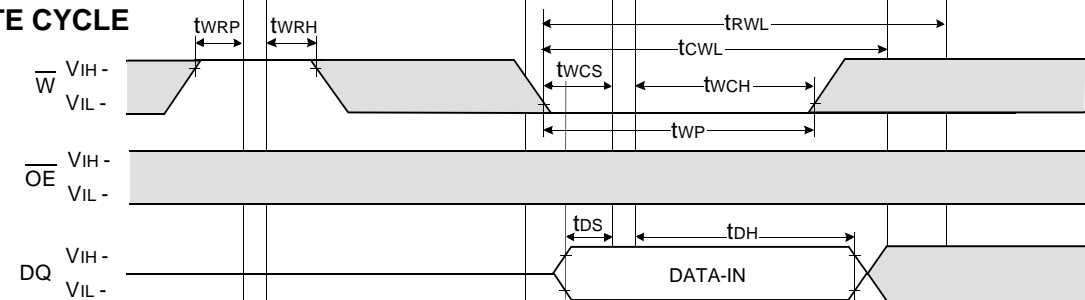 TE CYCLE
tWRP
tWRH
tRWL
tCWL
W
VIH -
VIL -
tWCS
tWCH
tWP
OE
VIH -
VIL -
tDS
tDH
DQ
VIH -
VIL -
DATA-IN